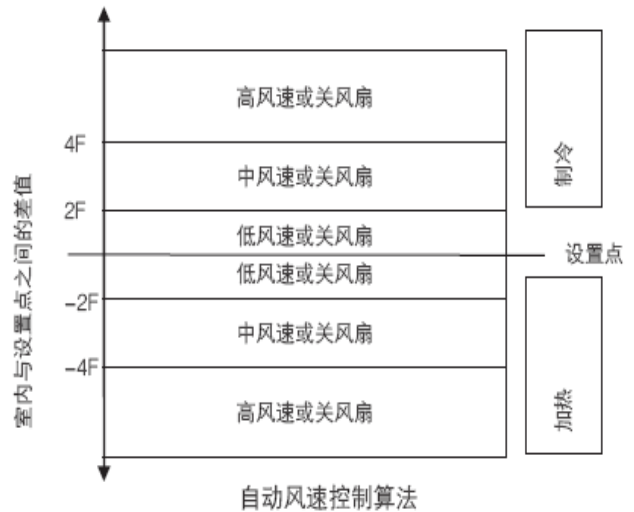 高风速或关风扇
4F
中风速或关风扇
制冷
2F
低风速或关风扇
设置点
低风速或关风扇
-2F
中风速或关风扇
-4F
高风速或关风扇
加热
室内与设置点之间的差值
自动风速控制算法